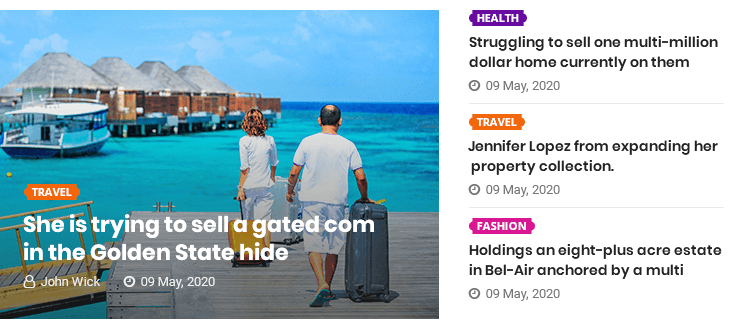 TRAVEL
She is trying to sell a gated com
in the Golden State hide
John Wick 09 May, 2020
HEALTH
Struggling to sell one multi-million
dollar home currently on them
09 May, 2020
TRAVEL
Jennifer Lopez from expanding her
property collection.
09 May, 2020
FASHION
Holdings an eight-plus acre estate
in Bel-Air anchored by a multi
09 May, 2020